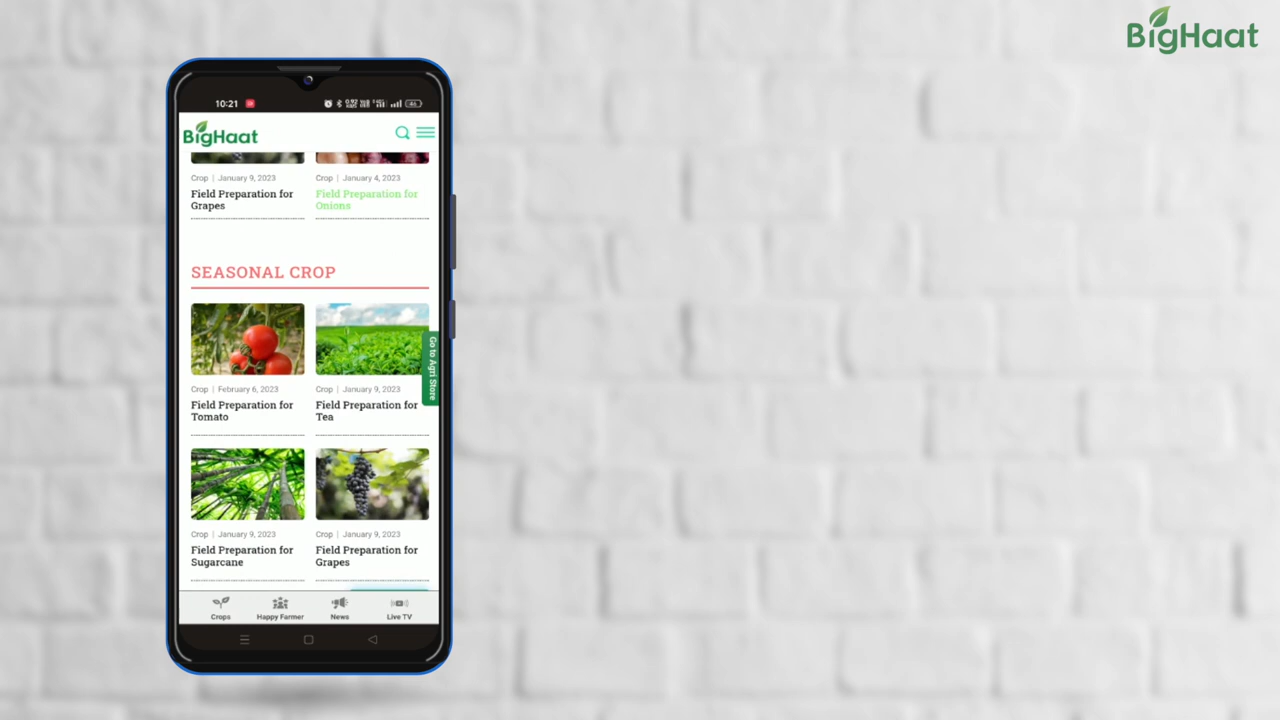 BigHaat
10:21
BigHaat
Crop | January 9, 2023
Field Preparation for
Grapes
Crop | January 4, 2023
Field Preparation for
Onions
SEASONAL CROP
Go to Agri Store
Crop | February 6, 2023
Field Preparation for
Tomato
Crop | January 9, 2023
Field Preparation for
Tea
Crop | January 9, 2023
Field Preparation for
Sugarcane
Crop | January 9, 2023
Field Preparation for
Grapes
Crops
Happy Farmer
News
Live TV